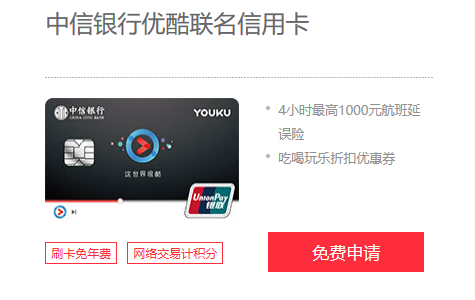 中信银行优酷联名信用卡
中信银行
CHINA CITIC BANK
YOUKU
这世界很酷
UnionPay
银联
4小时最高1000元航班延
误险
吃喝玩乐折扣优惠券
刷卡免年费
网络交易计积分
免费申请